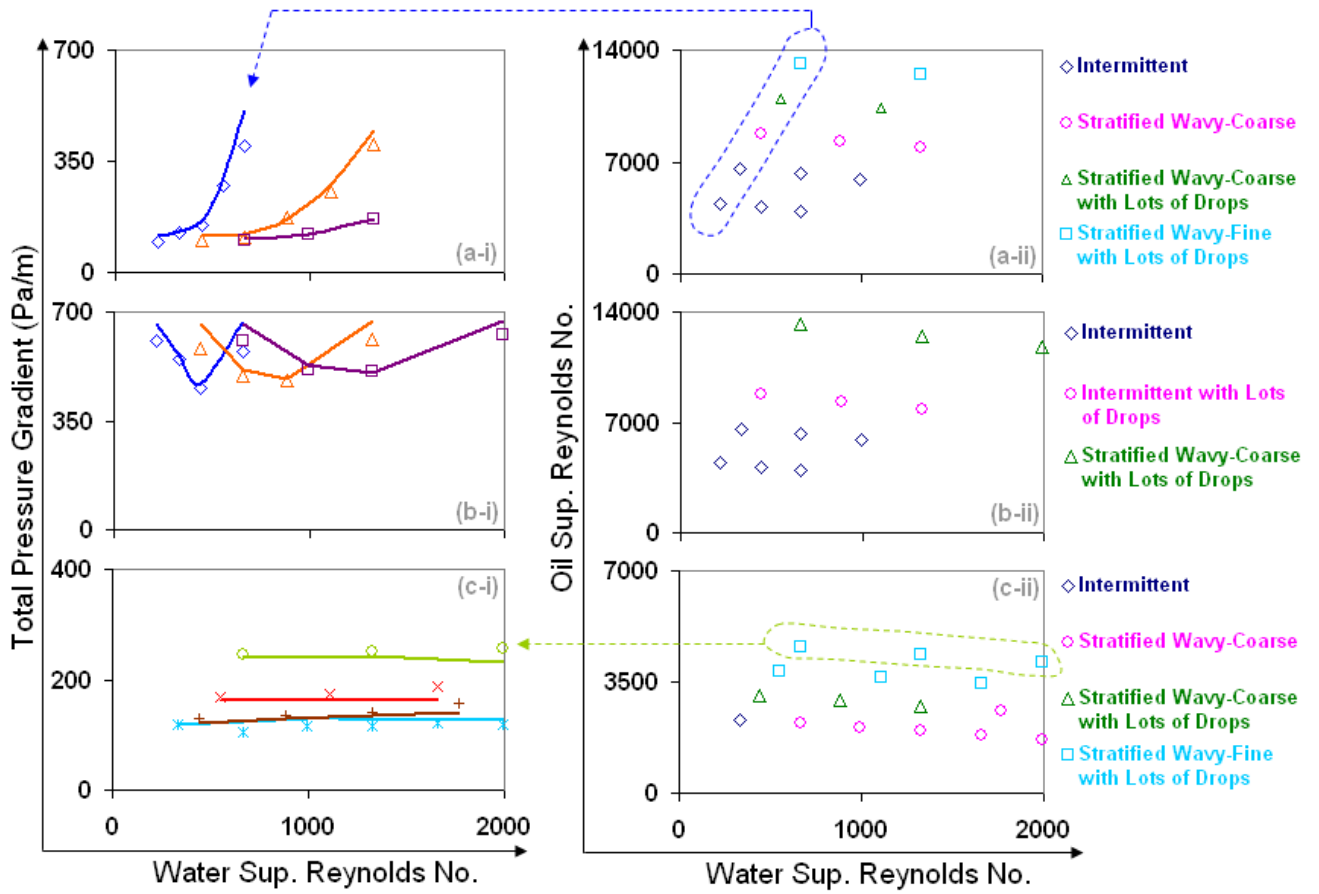 Total Pressure Gradient (Pa/m)
700
350
0
(a-i)
700
350
0
(b-i)
400
200
0
(c-i)
0
1000
2000
Water Sup. Reynolds No.
Oil Sup. Reynolds No.
14000
7000
0
(a-ii)
Intermittent
Stratified Wavy-Coarse
Stratified Wavy-Coarse
with Lots of Drops
Stratified Wavy-Fine
with Lots of Drops
14000
7000
0
(b-ii)
Intermittent
Intermittent with Lots
of Drops
Stratified Wavy-Coarse
with Lots of Drops
7000
3500
0
(c-ii)
0
1000
2000
Water Sup. Reynolds No.
Intermittent
Stratified Wavy-Coarse
Stratified Wavy-Coarse
with Lots of Drops
Stratified Wavy-Fine
with Lots of Drops